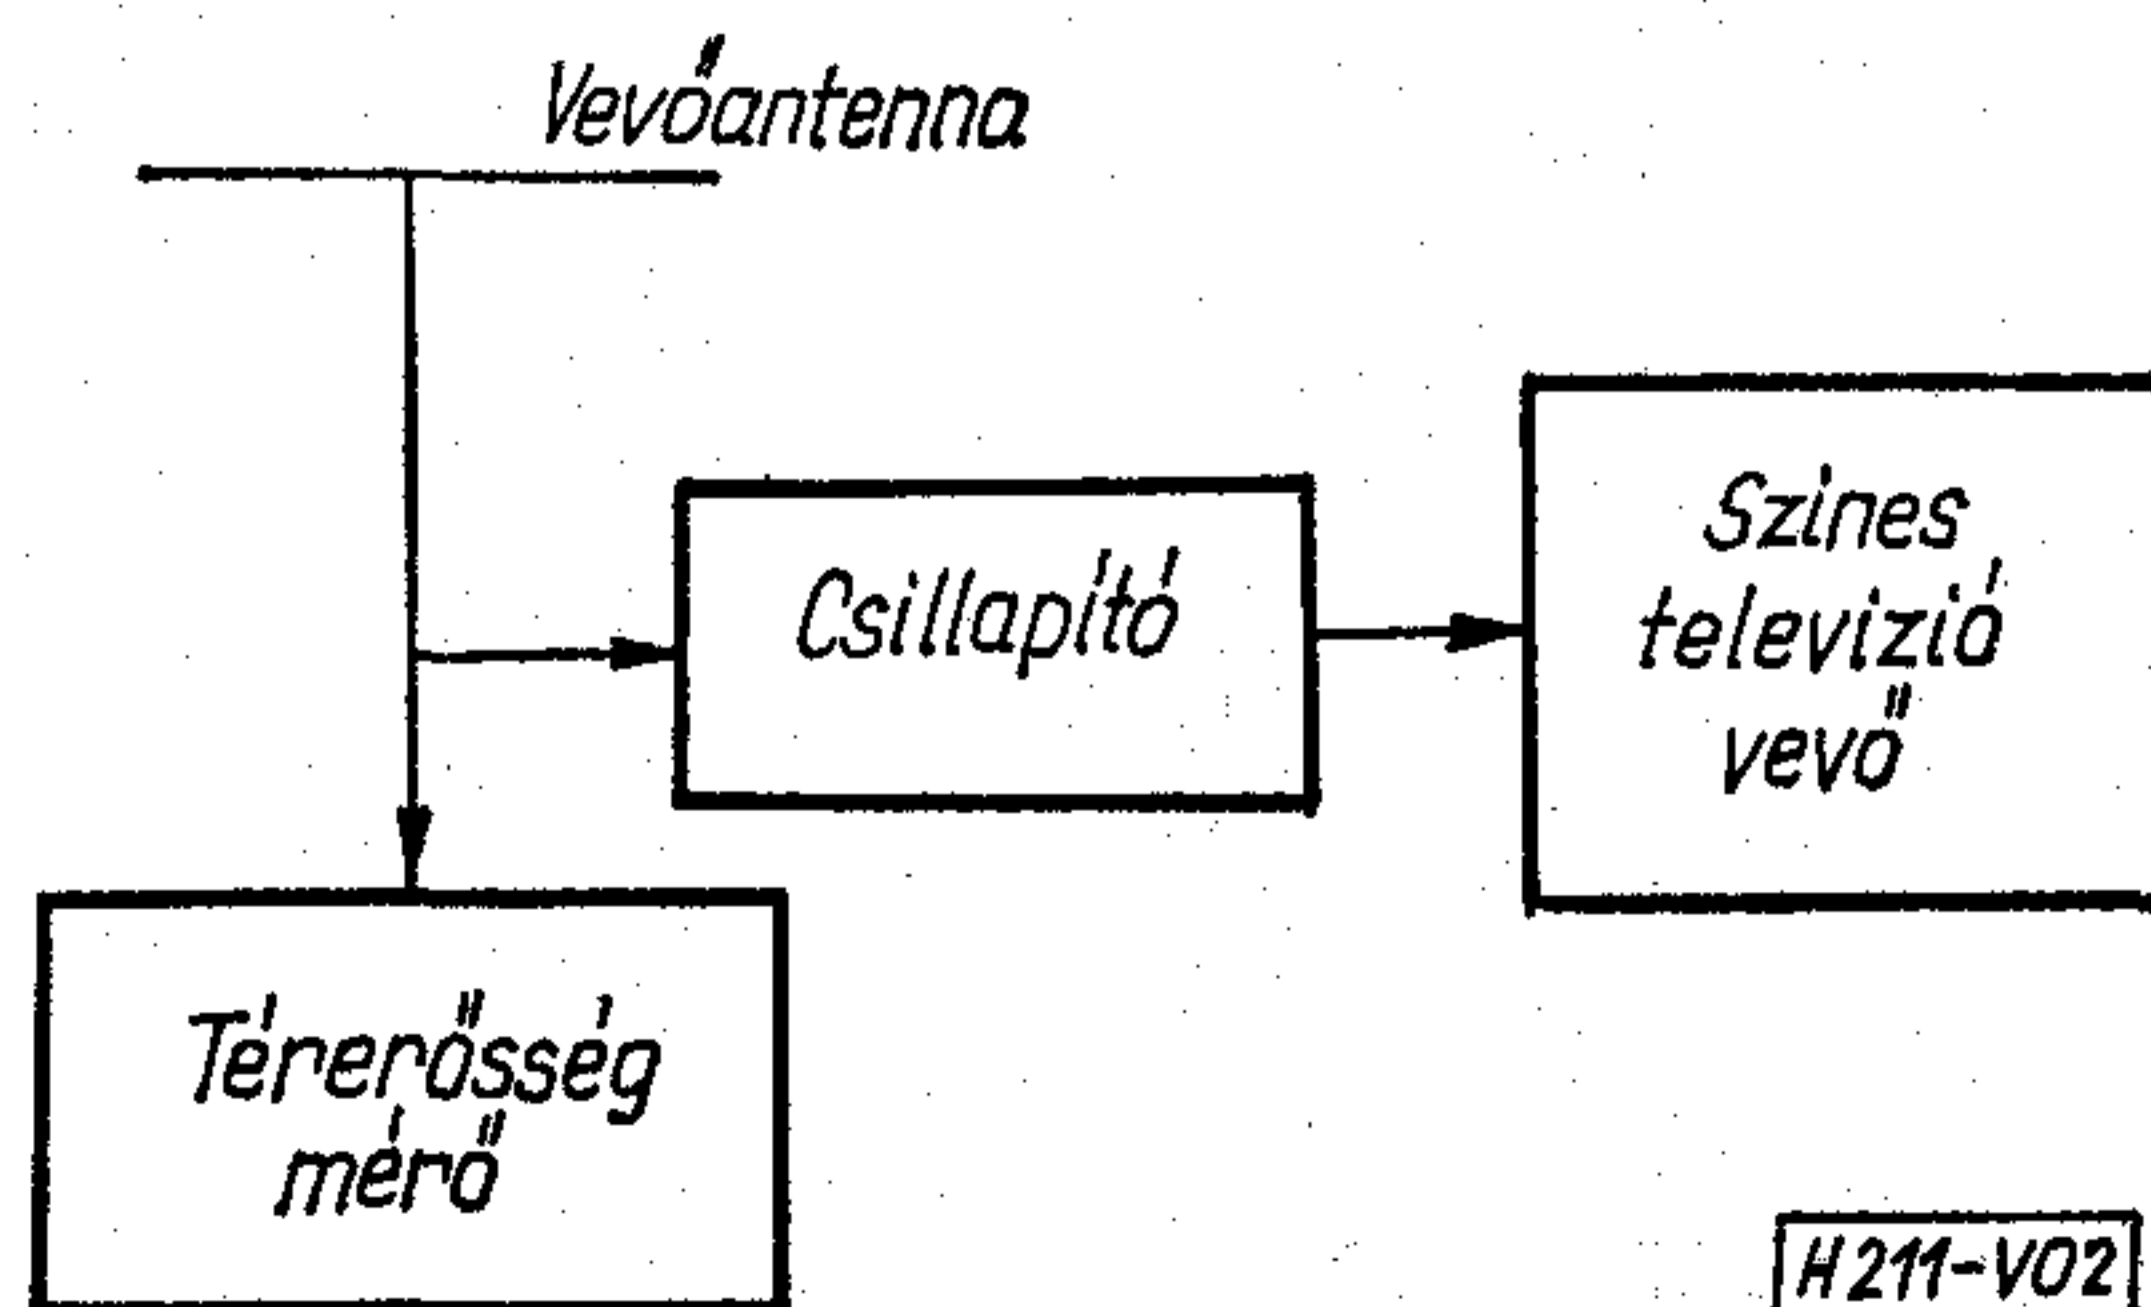 Vevőantenna
Csillapító
Szines
televizió
vevő
Térerősség
mérő
H211-V02